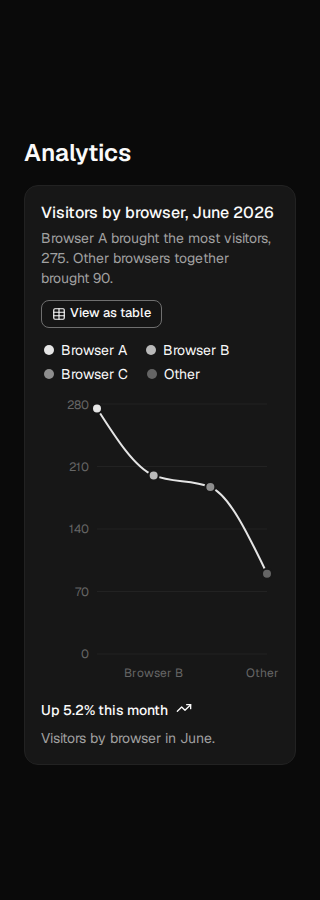 Analytics
Visitors by browser, June 2026
Browser A brought the most visitors,
275. Other browsers together
brought 90.
View as table
Browser A Browser B
Browser C Other
280
210
140
70
0
Browser B Other
Up 5.2% this month
Visitors by browser in June.